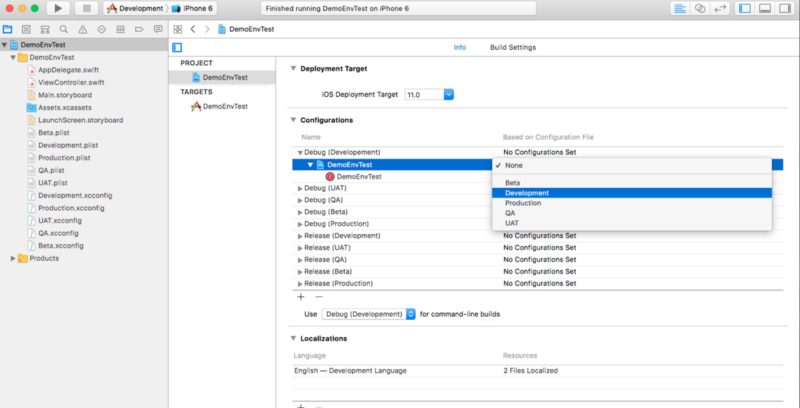 Development
iPhone 6
Finished running DemoEnvTest on iPhone 6
DemoEnvTest
DemoEnvTest
AppDelegate.swift
ViewController.swift
Main.storyboard
Assets.xcassets
LaunchScreen.storyboard
Beta.plist
Development.plist
Production.plist
QA.plist
UAT.plist
Development.xcconfig
Production.xcconfig
UAT.xcconfig
QA.xcconfig
Beta.xcconfig
Products
DemoEnvTest
Info Build Settings
PROJECT
DemoEnvTest
TARGETS
DemoEnvTest
Deployment Target
iOS Deployment Target 11.0
Configurations
Name Based on Configuration File
Debug (Developement) No Configurations Set
DemoEnvTest
DemoEnvTest
Debug (UAT)
Debug (QA)
Debug (Beta)
Debug (Production)
Release (Development) No Configurations Set
Release (UAT) No Configurations Set
Release (QA) No Configurations Set
Release (Beta) No Configurations Set
Release (Production) No Configurations Set
✓ None
Beta
Development
Production
QA
UAT
+ −
Use Debug (Developement) for command-line builds
Localizations
Language Resources
English — Development Language 2 Files Localized